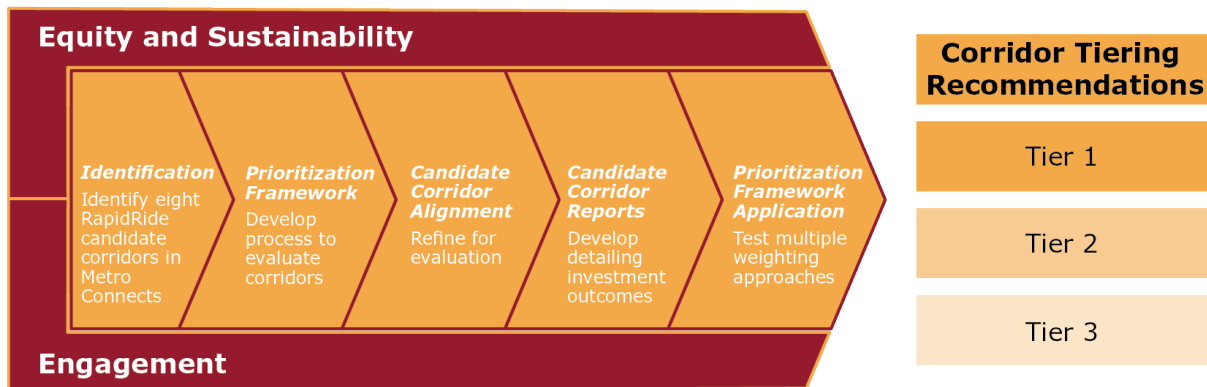 Equity and Sustainability
Identification
Identify eight
RapidRide
candidate
corridors in
Metro
Connects
Prioritization
Framework
Develop
process to
evaluate
corridors
Candidate
Corridor
Alignment
Refine for
evaluation
Candidate
Corridor
Reports
Develop
detailing
investment
outcomes
Prioritization
Framework
Application
Test multiple
weighting
approaches
Engagement
Corridor Tiering
Recommendations
Tier 1
Tier 2
Tier 3